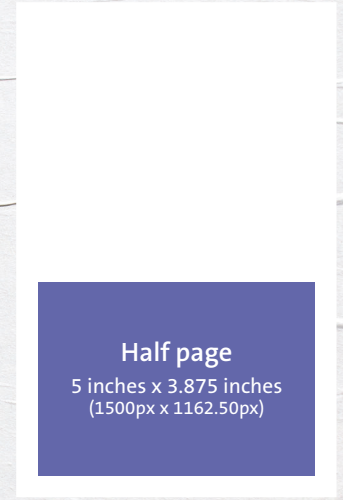 Half page
5 inches x 3.875 inches
(1500px x 1162.50px)